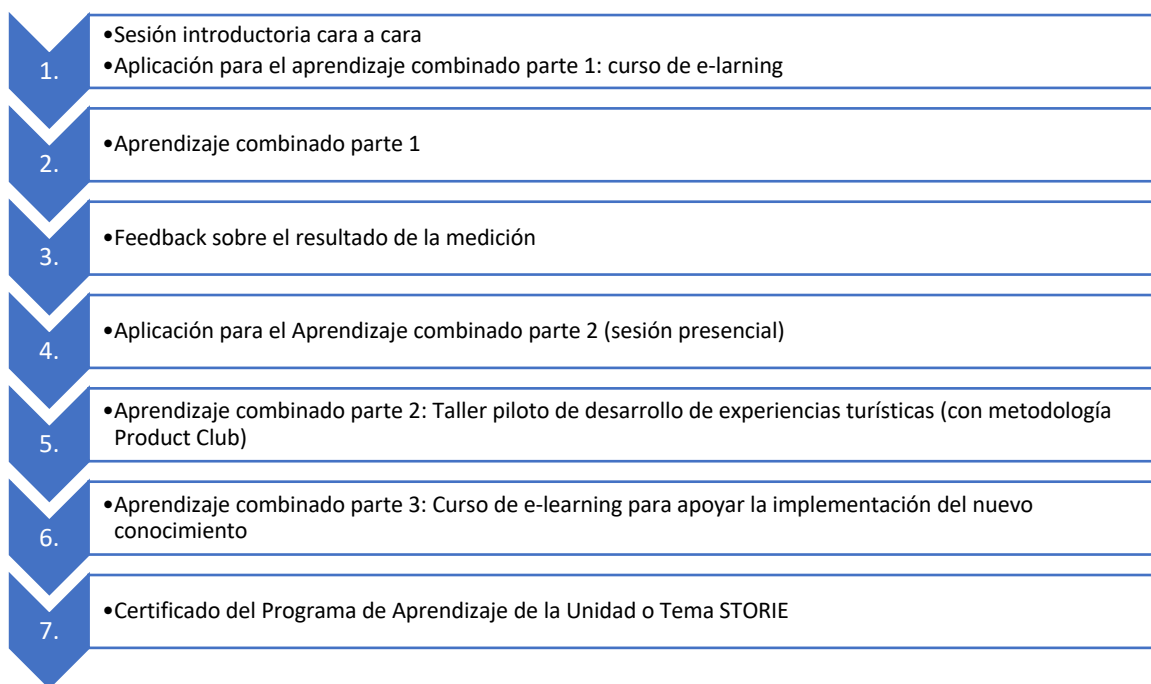 1.
•Sesión introductoria cara a cara
•Aplicación para el aprendizaje combinado parte 1: curso de e-larning
2.
•Aprendizaje combinado parte 1
3.
•Feedback sobre el resultado de la medición
4.
•Aplicación para el Aprendizaje combinado parte 2 (sesión presencial)
5.
•Aprendizaje combinado parte 2: Taller piloto de desarrollo de experiencias turísticas (con metodología
Product Club)
6.
•Aprendizaje combinado parte 3: Curso de e-learning para apoyar la implementación del nuevo
conocimiento
7.
•Certificado del Programa de Aprendizaje de la Unidad o Tema STORIE